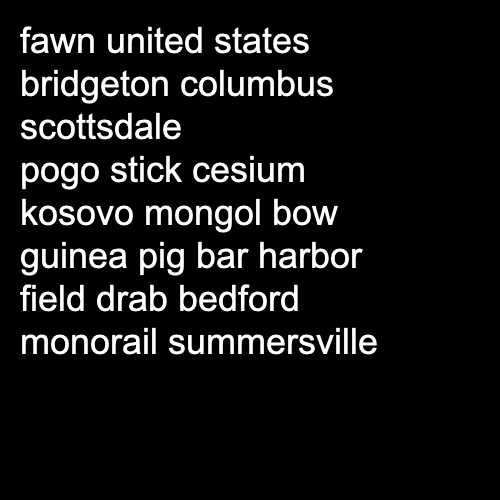 fawn united states
bridgeton columbus
scottsdale
pogo stick cesium
kosovo mongol bow
guinea pig bar harbor
field drab bedford
monorail summersville